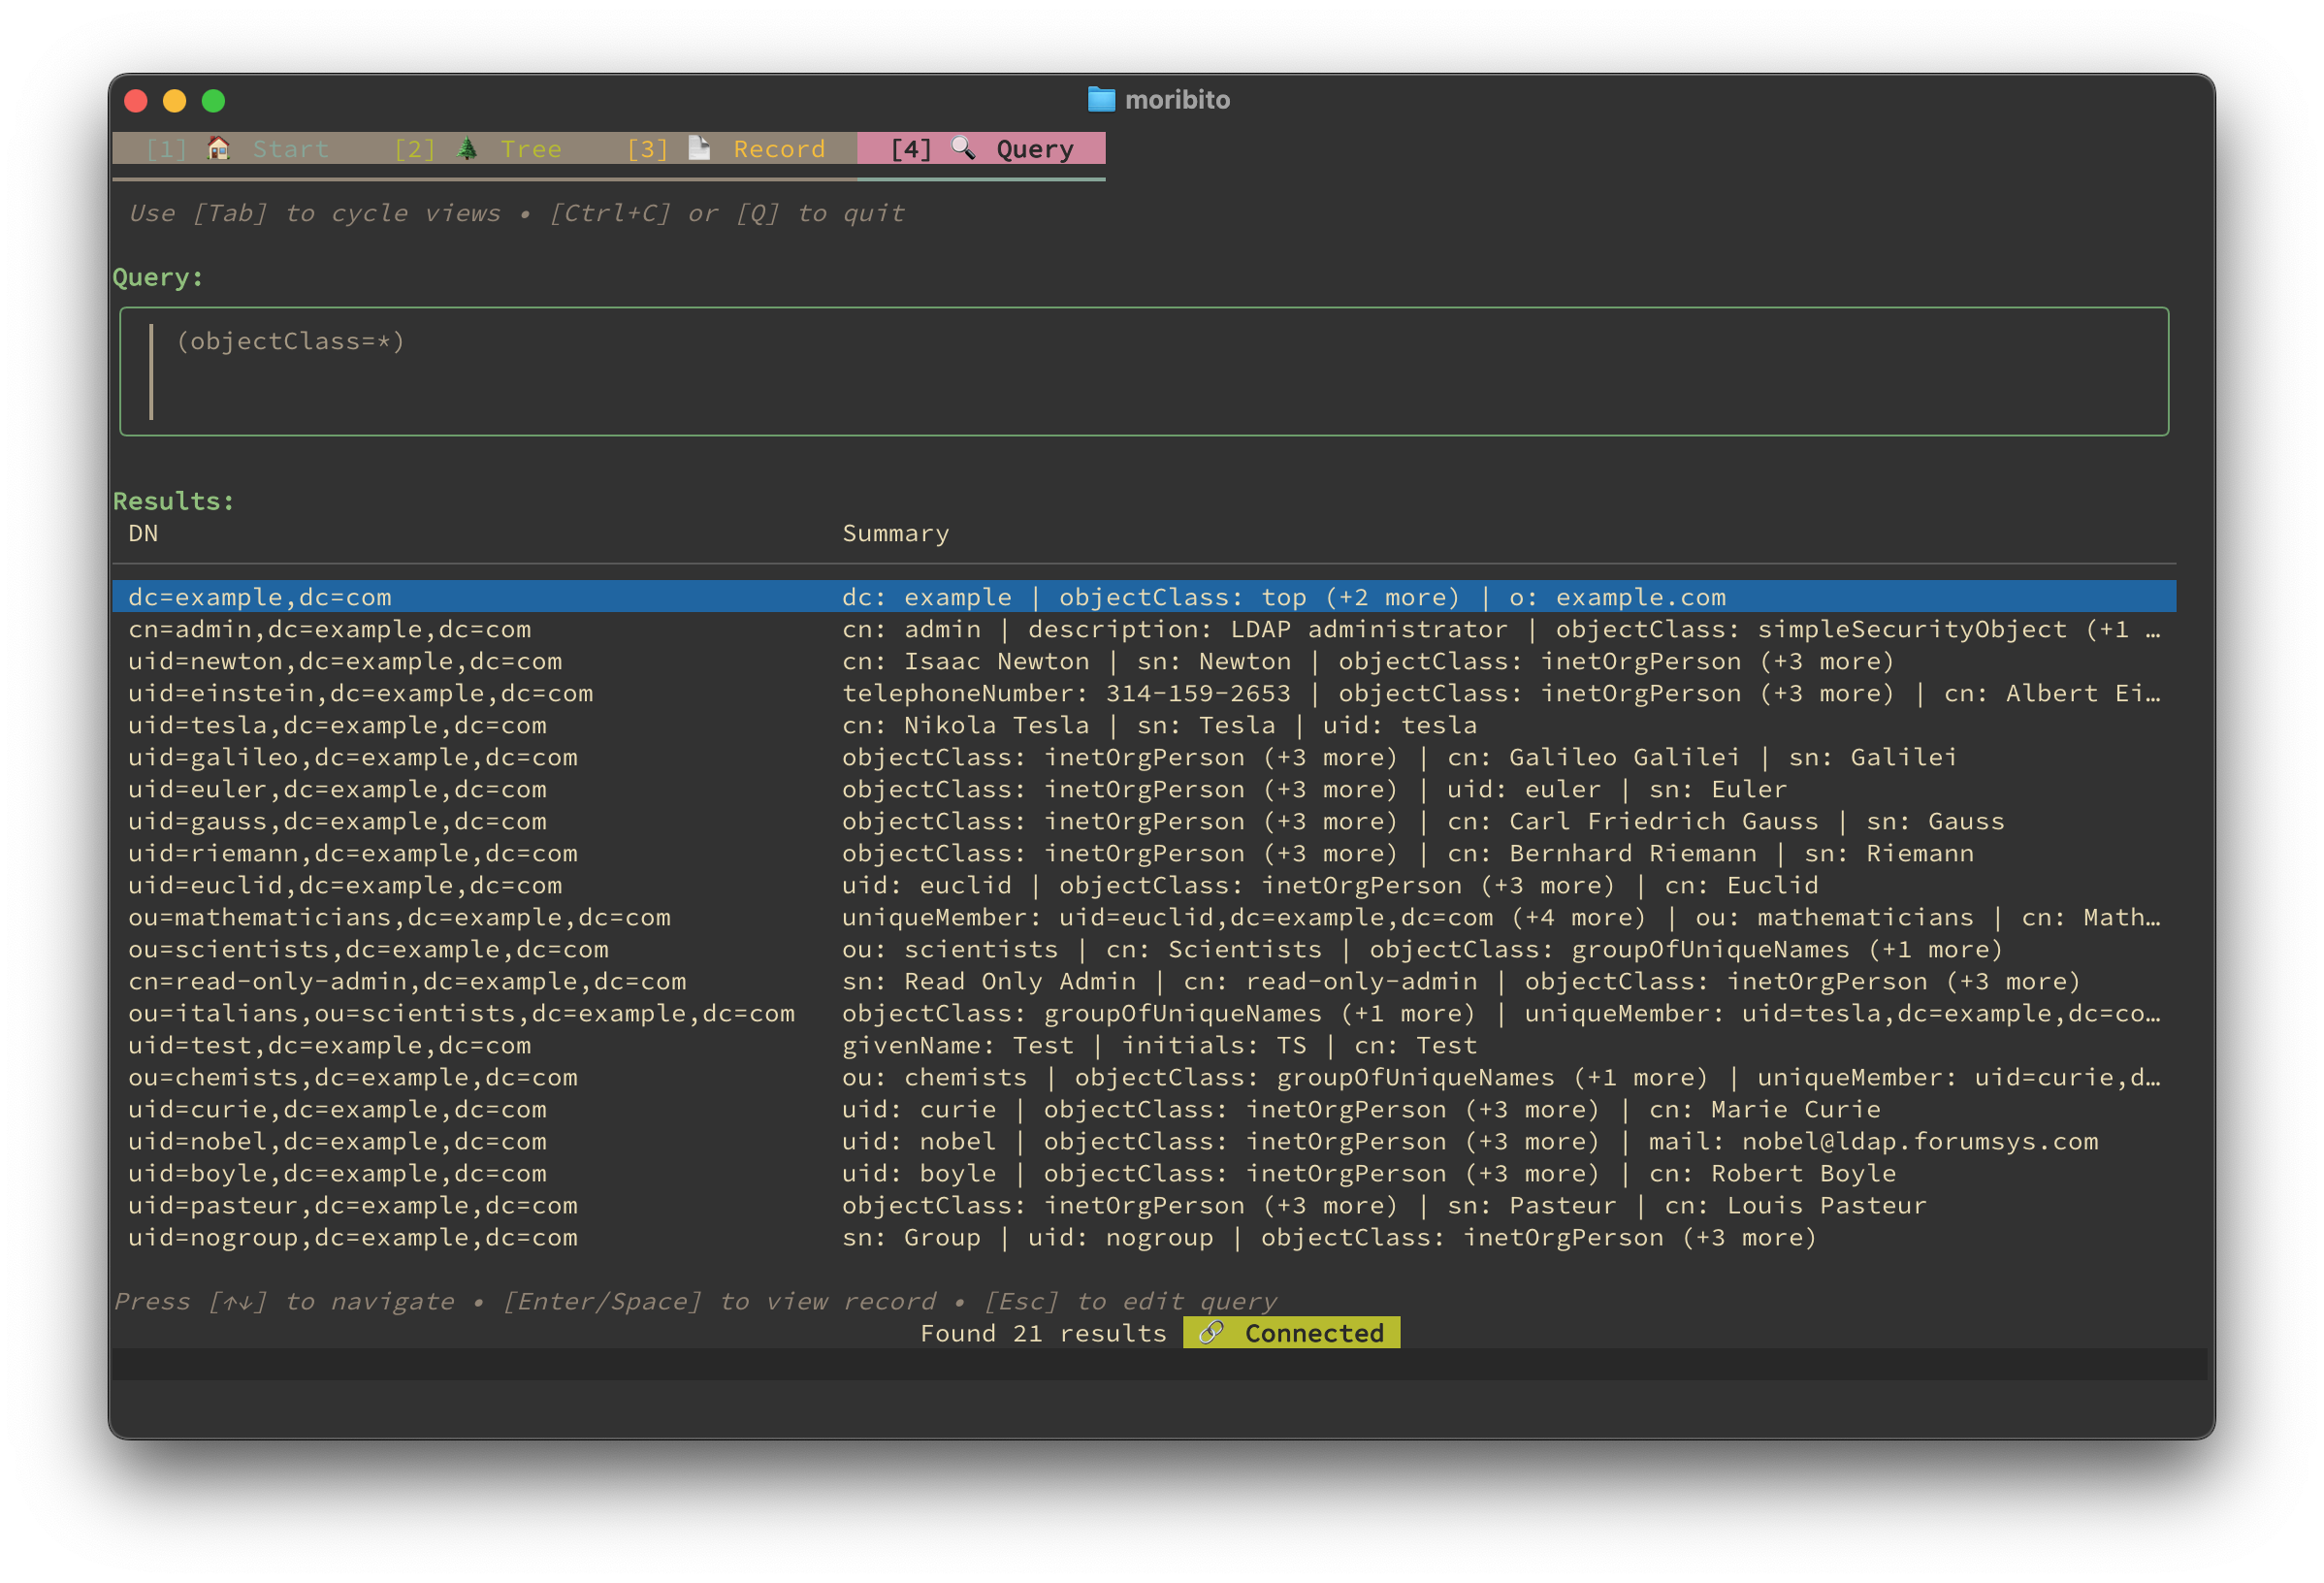 moribito
[1] 🏠 Start [2] 🌲 Tree [3] 📄 Record [4] 🔍 Query
Use [Tab] to cycle views • [Ctrl+C] or [Q] to quit
Query:
(objectClass=*)
Results:
DN Summary
dc=example,dc=com dc: example | objectClass: top (+2 more) | o: example.com
cn=admin,dc=example,dc=com cn: admin | description: LDAP administrator | objectClass: simpleSecurityObject (+1 …
uid=newton,dc=example,dc=com cn: Isaac Newton | sn: Newton | objectClass: inetOrgPerson (+3 more)
uid=einstein,dc=example,dc=com telephoneNumber: 314-159-2653 | objectClass: inetOrgPerson (+3 more) | cn: Albert Ei…
uid=tesla,dc=example,dc=com cn: Nikola Tesla | sn: Tesla | uid: tesla
uid=galileo,dc=example,dc=com objectClass: inetOrgPerson (+3 more) | cn: Galileo Galilei | sn: Galilei
uid=euler,dc=example,dc=com objectClass: inetOrgPerson (+3 more) | uid: euler | sn: Euler
uid=gauss,dc=example,dc=com objectClass: inetOrgPerson (+3 more) | cn: Carl Friedrich Gauss | sn: Gauss
uid=riemann,dc=example,dc=com objectClass: inetOrgPerson (+3 more) | cn: Bernhard Riemann | sn: Riemann
uid=euclid,dc=example,dc=com uid: euclid | objectClass: inetOrgPerson (+3 more) | cn: Euclid
ou=mathematicians,dc=example,dc=com uniqueMember: uid=euclid,dc=example,dc=com (+4 more) | ou: mathematicians | cn: Math…
ou=scientists,dc=example,dc=com ou: scientists | cn: Scientists | objectClass: groupOfUniqueNames (+1 more)
cn=read-only-admin,dc=example,dc=com sn: Read Only Admin | cn: read-only-admin | objectClass: inetOrgPerson (+3 more)
ou=italians,ou=scientists,dc=example,dc=com objectClass: groupOfUniqueNames (+1 more) | uniqueMember: uid=tesla,dc=example,dc=co…
uid=test,dc=example,dc=com givenName: Test | initials: TS | cn: Test
ou=chemists,dc=example,dc=com ou: chemists | objectClass: groupOfUniqueNames (+1 more) | uniqueMember: uid=curie,d…
uid=curie,dc=example,dc=com uid: curie | objectClass: inetOrgPerson (+3 more) | cn: Marie Curie
uid=nobel,dc=example,dc=com uid: nobel | objectClass: inetOrgPerson (+3 more) | mail: nobel@ldap.forumsys.com
uid=boyle,dc=example,dc=com uid: boyle | objectClass: inetOrgPerson (+3 more) | cn: Robert Boyle
uid=pasteur,dc=example,dc=com objectClass: inetOrgPerson (+3 more) | sn: Pasteur | cn: Louis Pasteur
uid=nogroup,dc=example,dc=com sn: Group | uid: nogroup | objectClass: inetOrgPerson (+3 more)
Press [↑↓] to navigate • [Enter/Space] to view record • [Esc] to edit query
Found 21 results 🔗 Connected